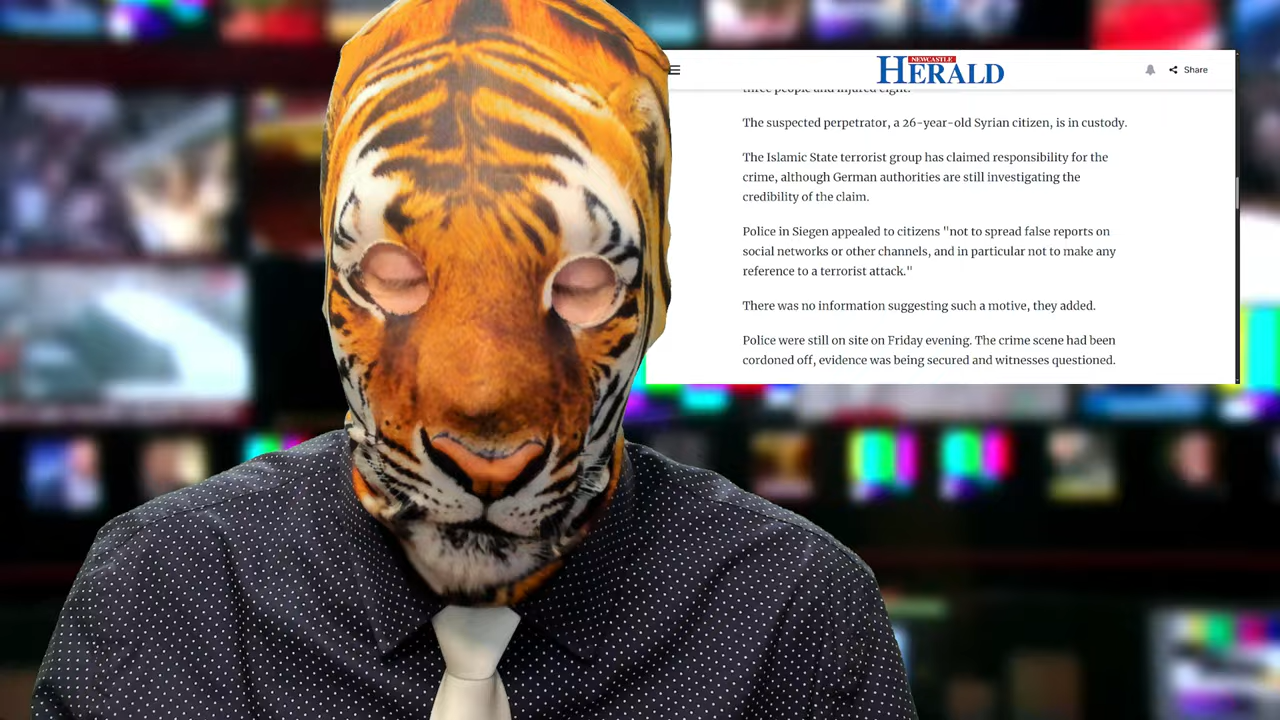 NEWCASTLE
HERALD
Share
three people and injured eight.
The suspected perpetrator, a 26-year-old Syrian citizen, is in custody.
The Islamic State terrorist group has claimed responsibility for the
crime, although German authorities are still investigating the
credibility of the claim.
Police in Siegen appealed to citizens "not to spread false reports on
social networks or other channels, and in particular not to make any
reference to a terrorist attack."
There was no information suggesting such a motive, they added.
Police were still on site on Friday evening. The crime scene had been
cordoned off, evidence was being secured and witnesses questioned.